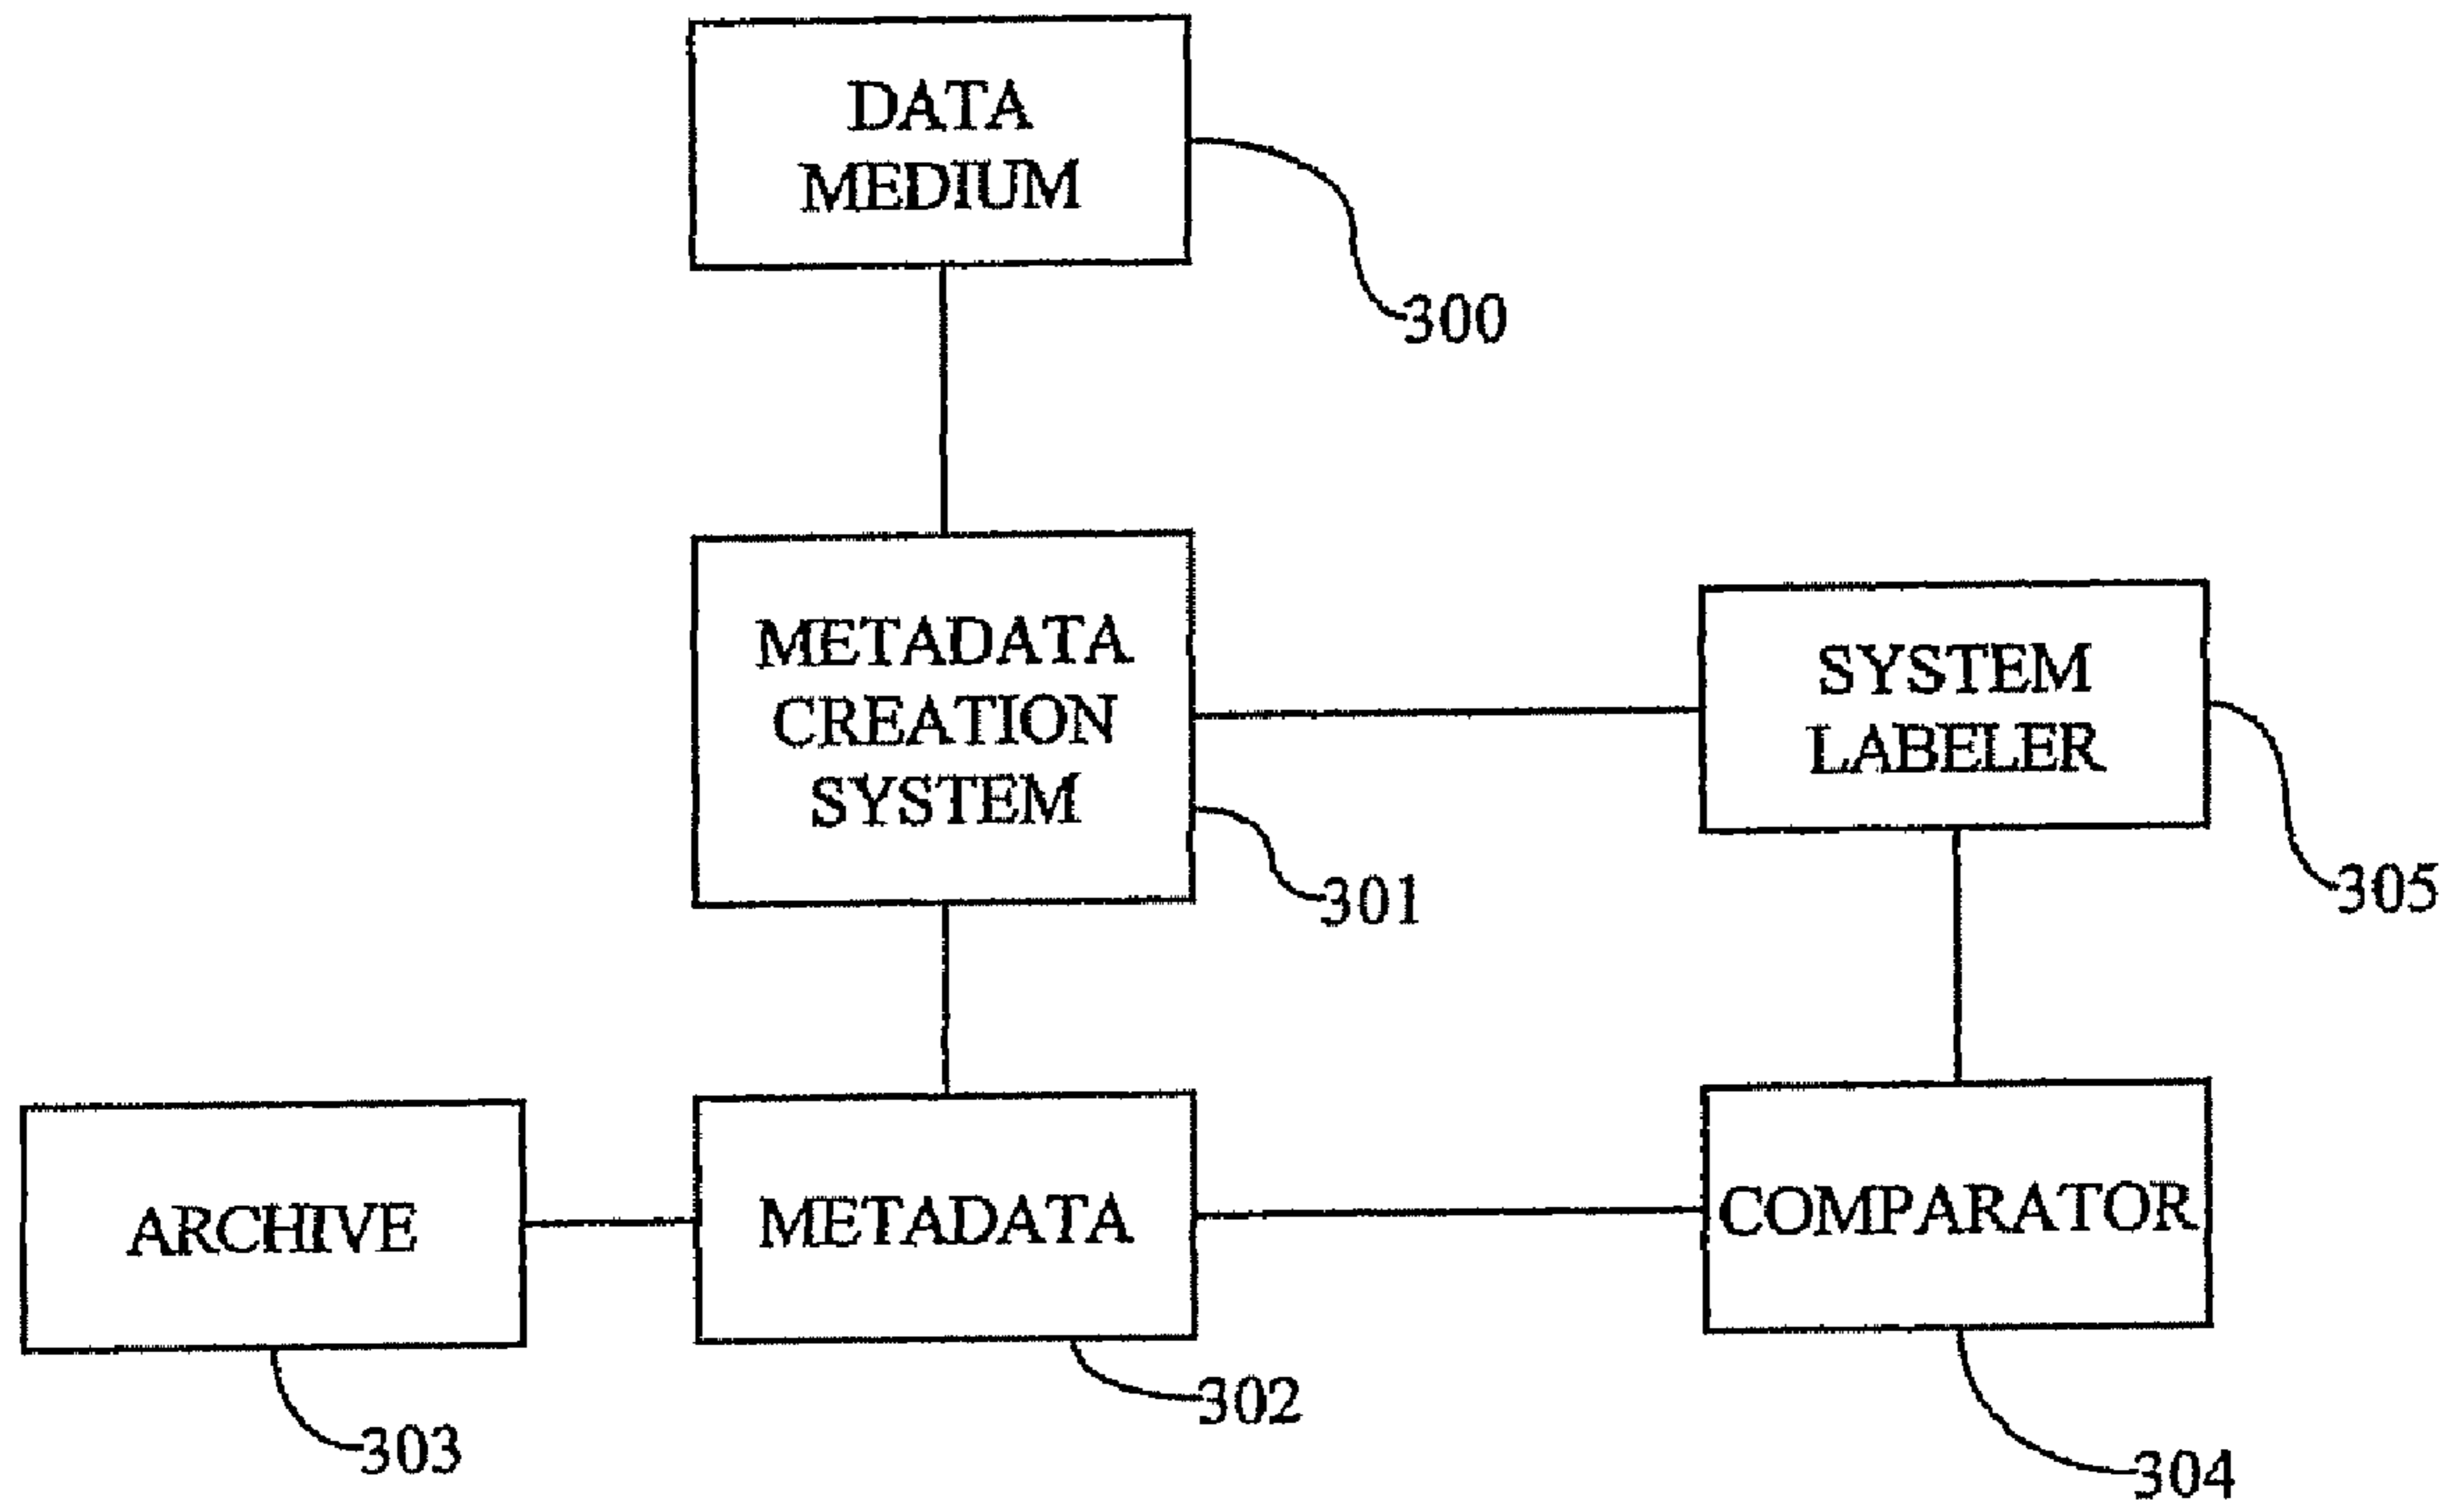 DATA
MEDIUM
300
METADATA
CREATION
SYSTEM
301
SYSTEM
LABELER
305
ARCHIVE
303
METADATA
302
COMPARATOR
304